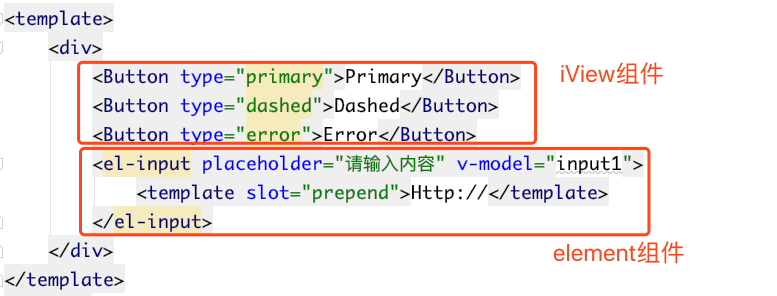 <template>
<div>
<Button type="primary">Primary</Button>
iView组件
<Button type="dashed">Dashed</Button>
<Button type="error">Error</Button>
<el-input placeholder="请输入内容" v-model="input1">
<template slot="prepend">Http://</template>
</el-input>
</div>
element组件
</template>